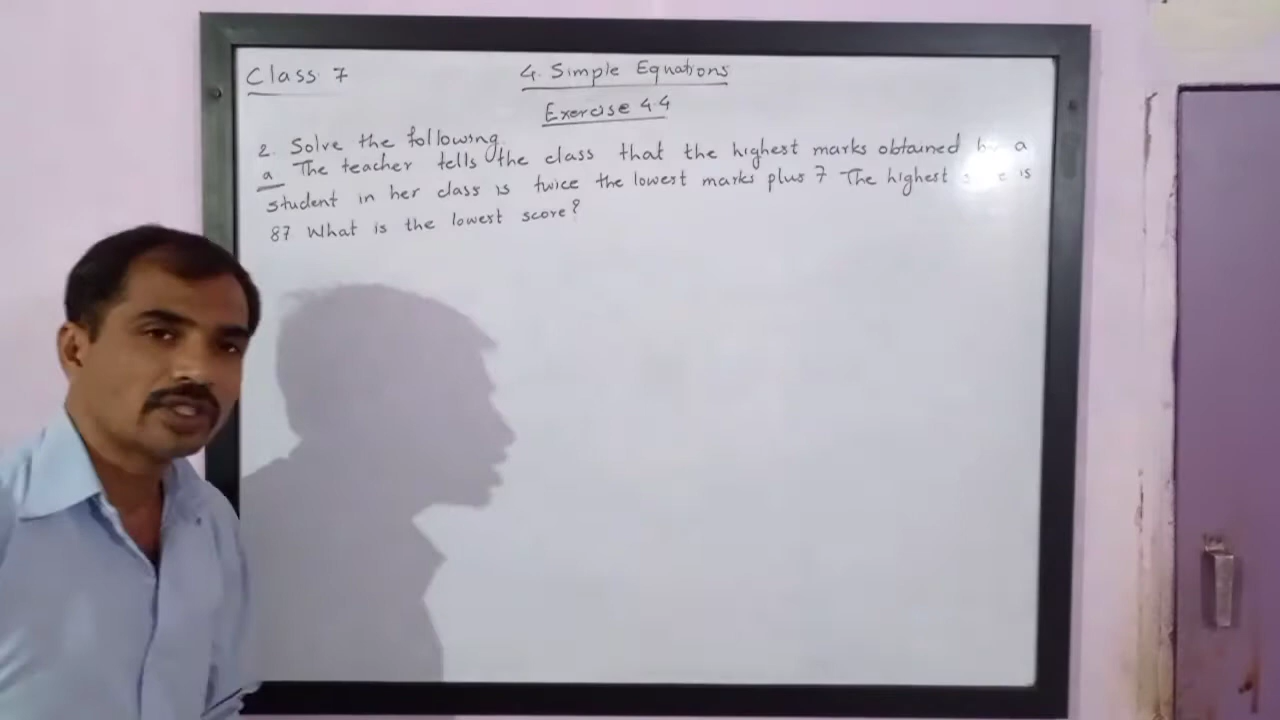 Class 7
4. Simple Equations
Exercise 4.4
2. Solve the following.
a The teacher tells the class that the highest marks obtained a
student in her class is twice the lowest marks plus 7 The highest is
87 What is the lowest score?